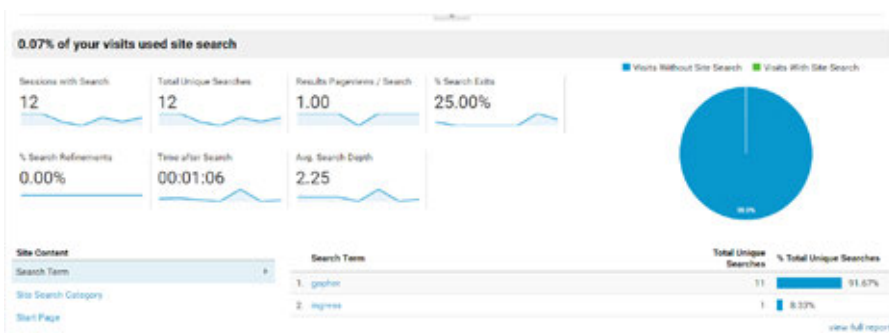 0.07% of your visits used site search
Visits Without Site Search Visits With Site Search
Sessions with Search
12
Total Unique Searches
12
Results Pageviews / Search
1.00
% Search Exits
25.00%
% Search Refinements
0.00%
Time after Search
00:01:06
Avg. Search Depth
2.25
Site Content
Search Term
Site Search Category
Start Page
Search Term Total Unique Searches % Total Unique Searches
1. gopher 11 91.67%
2. ingress 1 8.33%
view full report